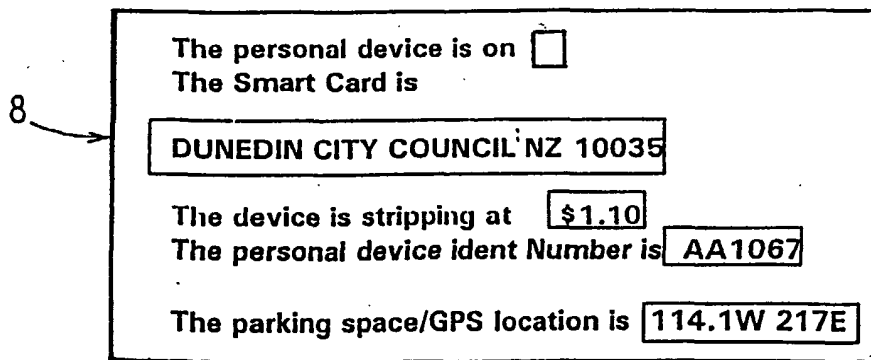 The personal device is on
The Smart Card is
8
DUNEDIN CITY COUNCIL NZ 10035
The device is stripping at $1.10
The personal device ident Number is AA1067
The parking space/GPS location is 114.1W 217E